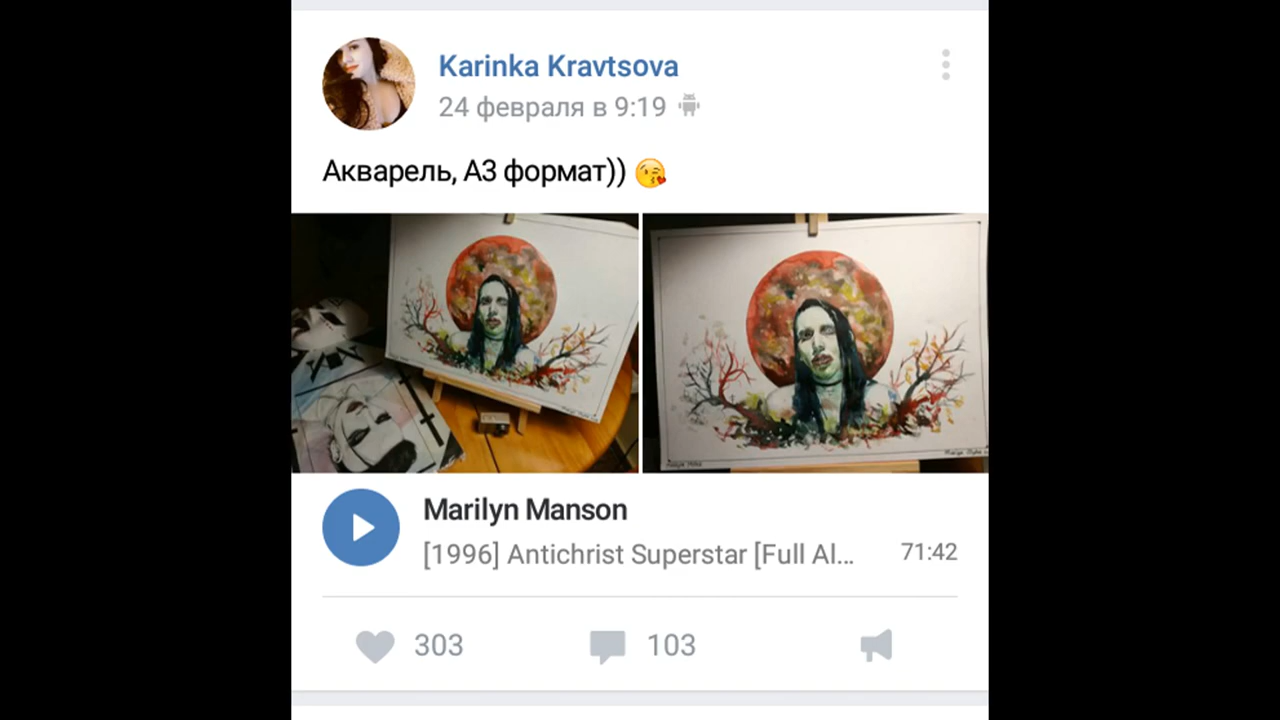 Karinka Kravtsova
24 февраля в 9:19
Акварель, А3 формат))
Marilyn Manson
[1996] Antichrist Superstar [Full Al...
71:42
303
103